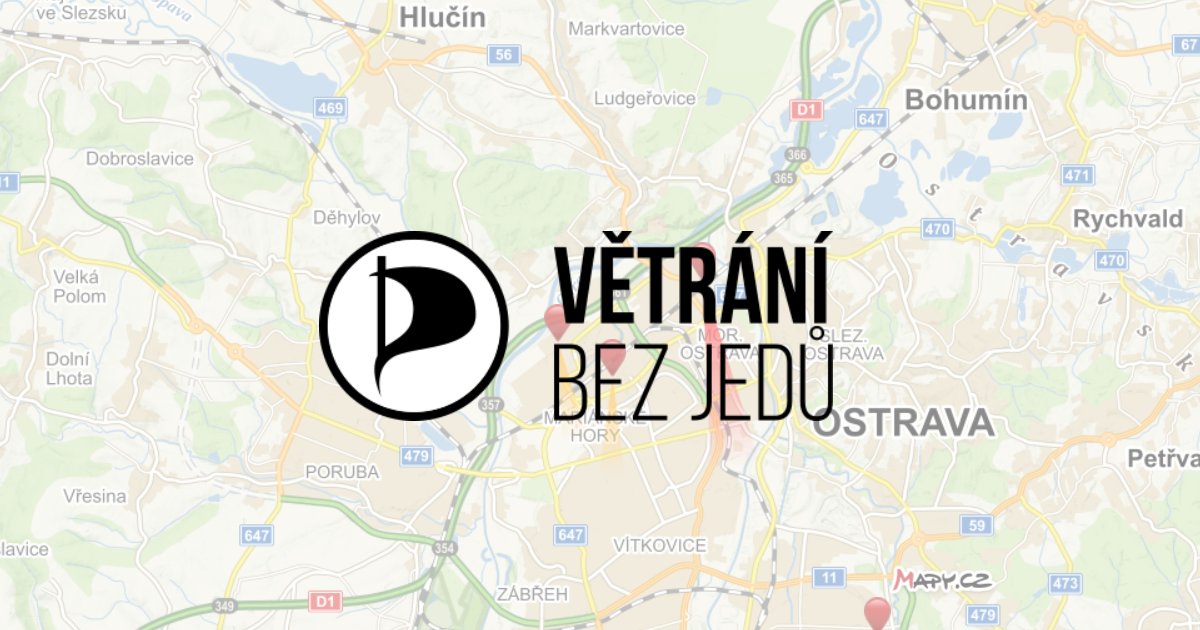 ve Slezsku
Hlučín
56
Markvartovice
67
469
Ludgeřovice
D1
647
Bohumín
Dobroslavice
366
365
471
11
Děhylov
Ostravsk
Rychvald
470
470
VĚTRÁNÍ
BEZ JEDŮ
Velká
Polom
MOR.
OSTRAVA
SLEZ.
OSTRAVA
Dolní
Lhota
357
MARIÁNSKÉ
HORY
OSTRAVA
479
PORUBA
Petřva
Vřesina
647
647
59
354
VÍTKOVICE
lavice
ZÁBŘEH
11
Mapy.cz
473
349
D1
479